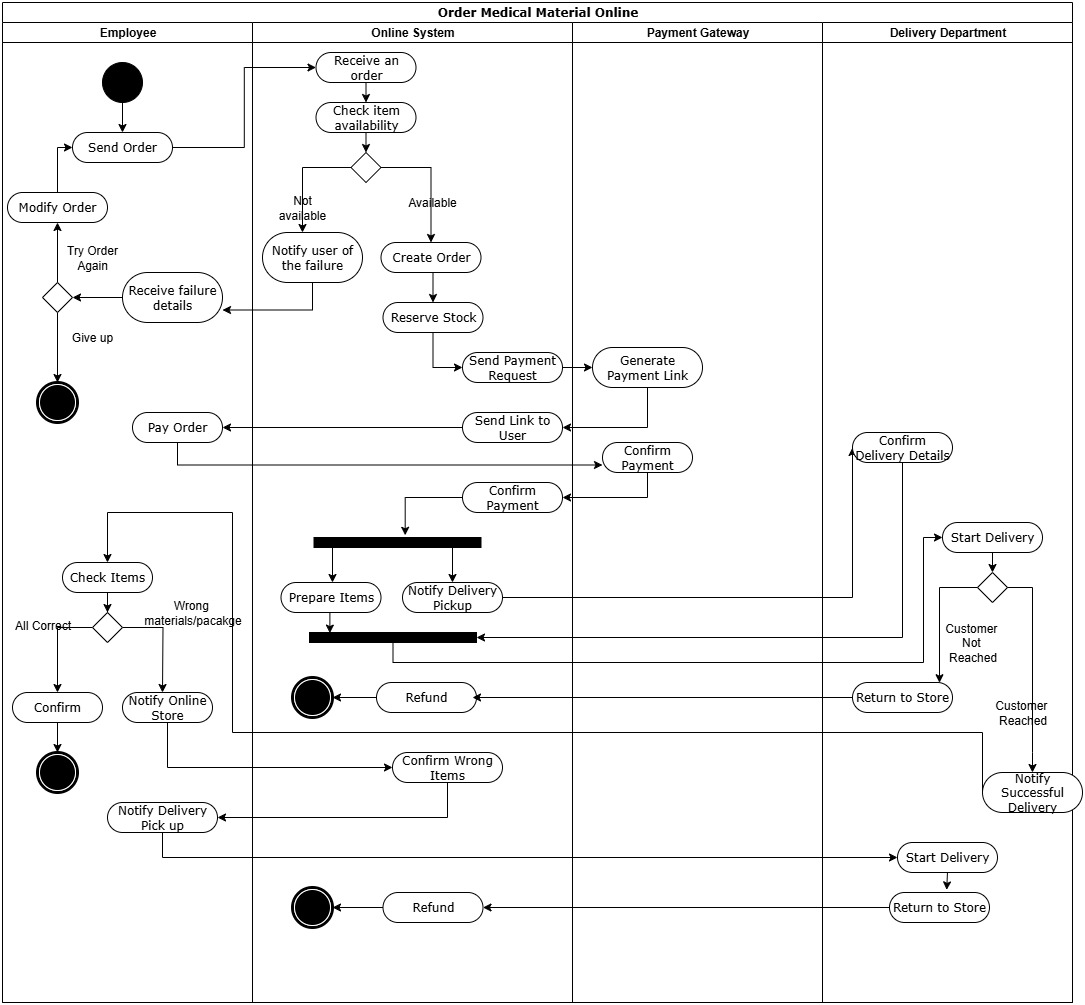 Order Medical Material Online
Employee
Online System
Payment Gateway
Delivery Department
Receive an
order
Check item
availability
Send Order
Not
available
Available
Modify Order
Try Order
Again
Notify user of
the failure
Create Order
Receive failure
details
Reserve Stock
Give up
Send Payment
Request
Generate
Payment Link
Pay Order
Send Link to
User
Confirm
Payment
Confirm
Delivery Details
Confirm
Payment
Start Delivery
Check Items
Prepare Items
Notify Delivery
Pickup
Wrong
materials/pacakge
All Correct
Customer
Not
Reached
Confirm
Notify Online
Store
Refund
Return to Store
Customer
Reached
Confirm Wrong
Items
Notify
Successful
Delivery
Notify Delivery
Pick up
Start Delivery
Refund
Return to Store